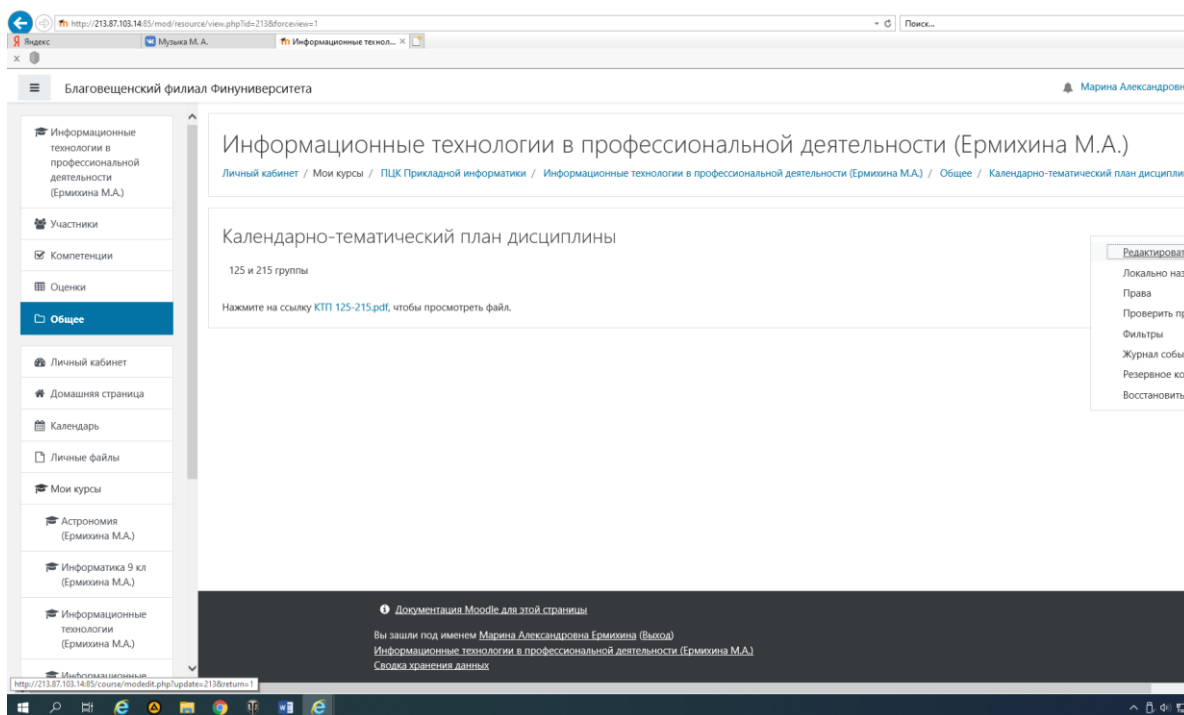 http://213.87.103.14:85/mod/resource/view.php?id=213&forceview=1
Поиск...
Яндекс
Музыка М. А.
Информационные технол...
Благовещенский филиал Финуниверситета
Марина Александровн
Информационные
технологии в
профессиональной
деятельности
(Ермихина М.А.)
Участники
Компетенции
Оценки
Общее
Личный кабинет
Домашняя страница
Календарь
Личные файлы
Мои курсы
Астрономия
(Ермихина М.А.)
Информатика 9 кл
(Ермихина М.А.)
Информационные
технологии
(Ермихина М.А.)
Информационные
Информационные технологии в профессиональной деятельности (Ермихина М.А.)
Личный кабинет / Мои курсы / ПЦК Прикладной информатики / Информационные технологии в профессиональной деятельности (Ермихина М.А.) / Общее / Календарно-тематический план дисципли
Календарно-тематический план дисциплины
125 и 215 группы
Нажмите на ссылку КТП 125-215.pdf, чтобы просмотреть файл.
Редактироват
Локально наз
Права
Проверить пр
Фильтры
Журнал собы
Резервное ко
Восстановить
Документация Moodle для этой страницы
Вы зашли под именем Марина Александровна Ермихина (Выход)
Информационные технологии в профессиональной деятельности (Ермихина М.А.)
Сводка хранения данных
http://213.87.103.14:85/course/modedit.php?update=213&return=1